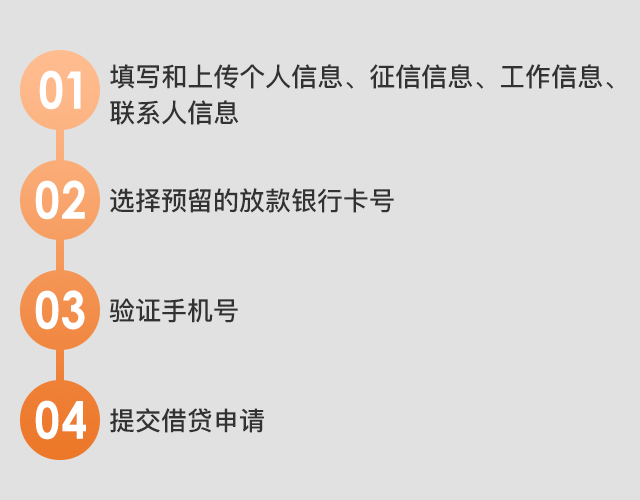 01
填写和上传个人信息、征信信息、工作信息、
联系人信息
02
选择预留的放款银行卡号
03
验证手机号
04
提交借贷申请